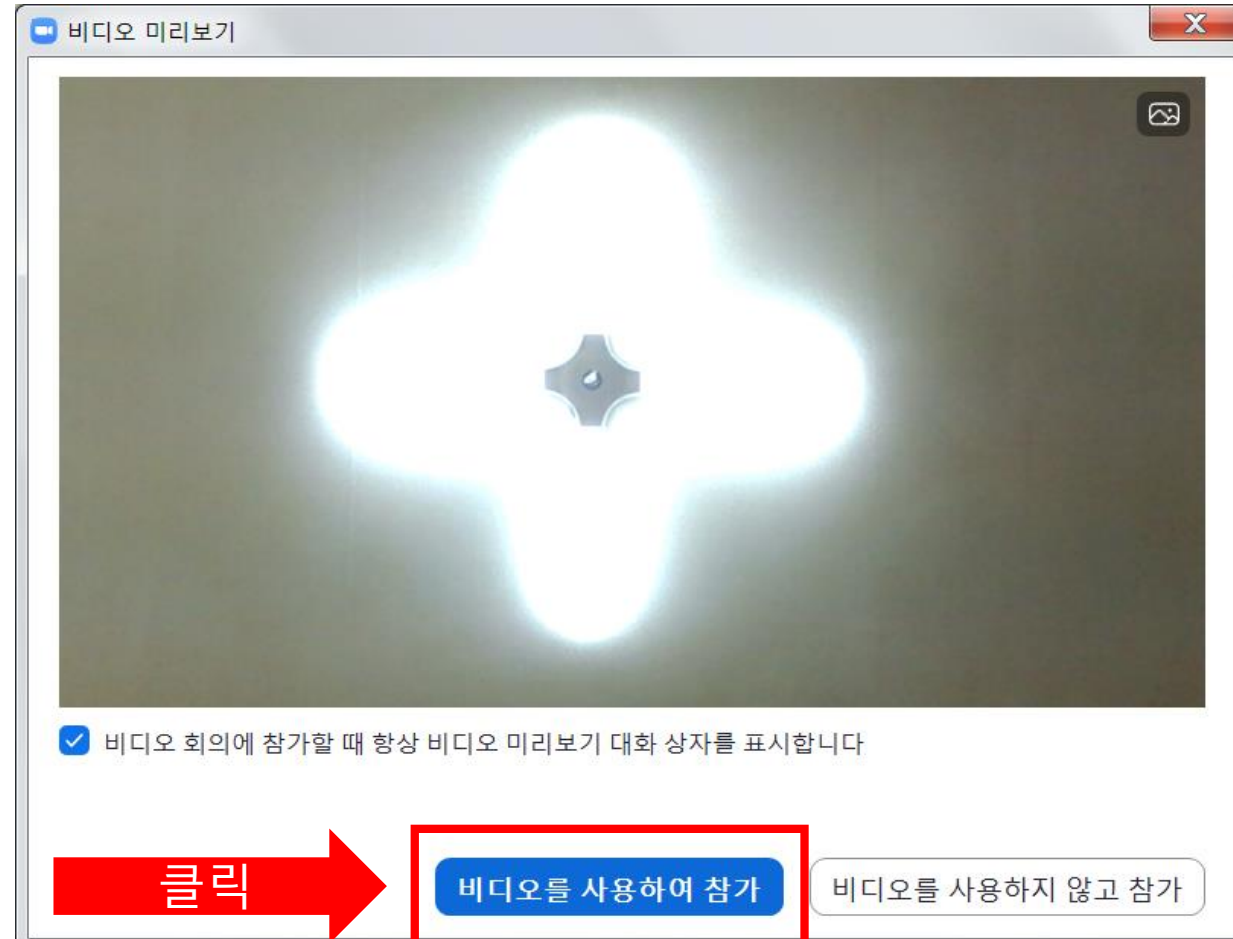 비디오 미리보기
비디오 회의에 참가할 때 항상 비디오 미리보기 대화 상자를 표시합니다
클릭
비디오를 사용하여 참가
비디오를 사용하지 않고 참가